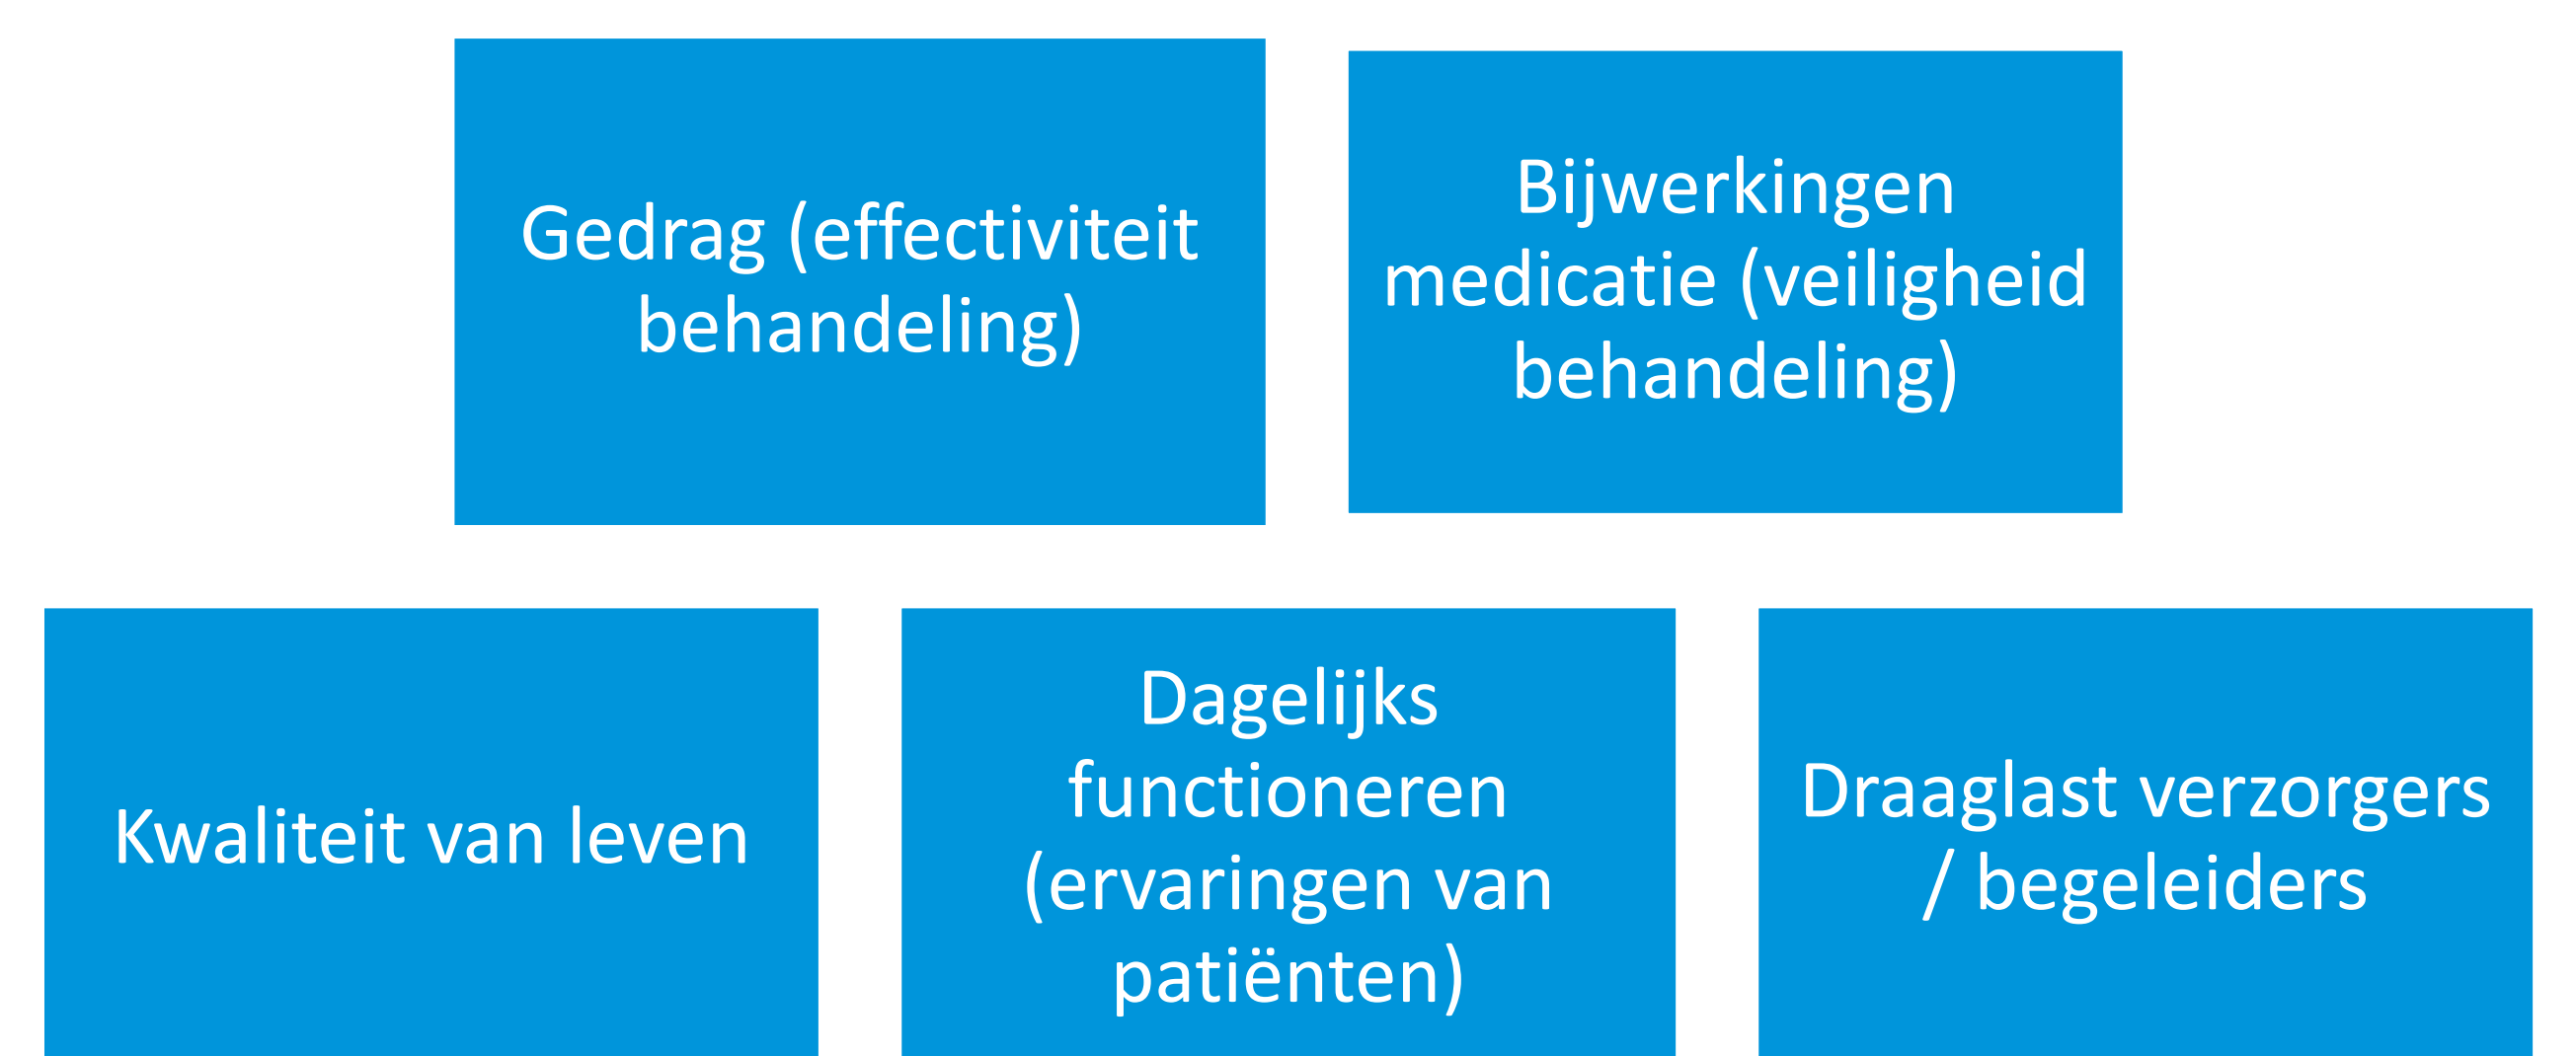 Gedrag (effectiviteit
behandeling)
Bijwerkingen
medicatie (veiligheid
behandeling)
Kwaliteit van leven
Dagelijks
functioneren
(ervaringen van
patiënten)
Draaglast verzorgers
/ begeleiders